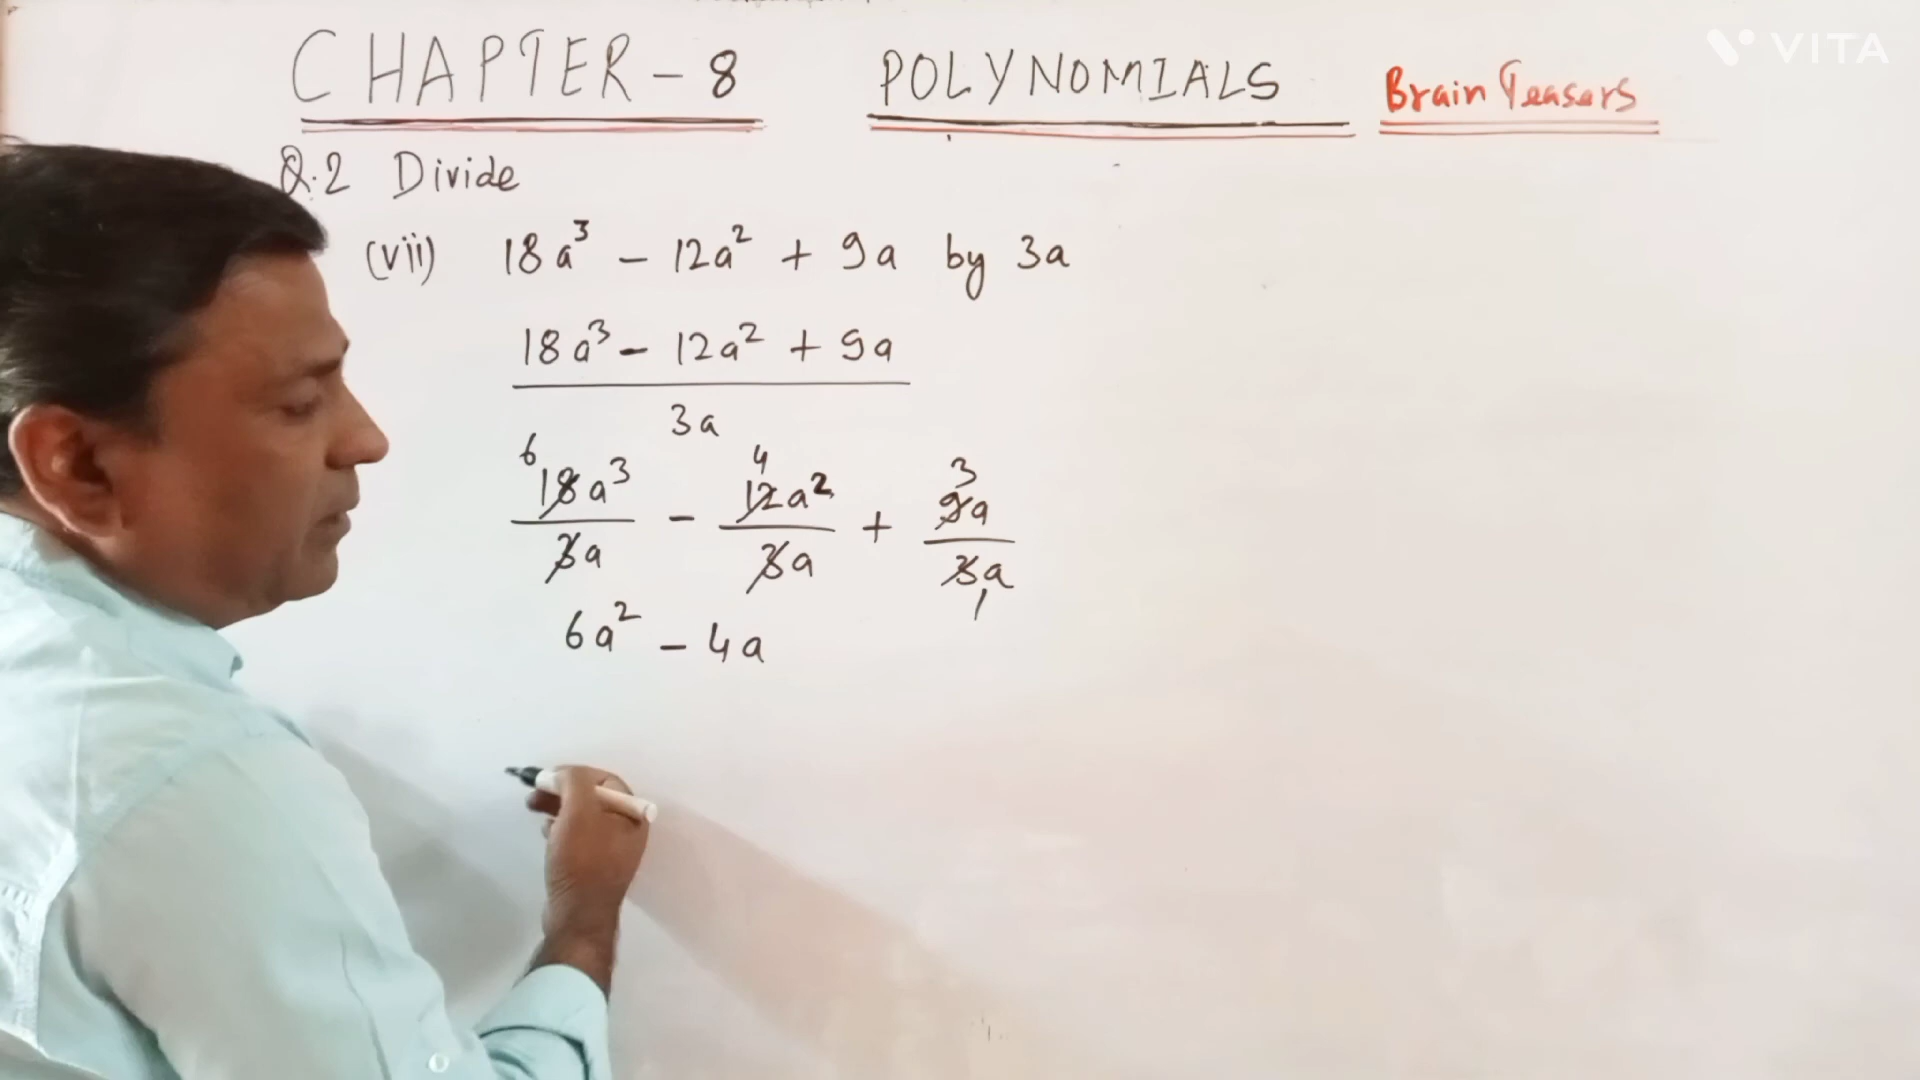 CHAPTER-8 POLYNOMIALS Brain Teasers
VITA
Q.2 Divide
(vii) 18a³ - 12a² + 9a by 3a
18a³ - 12a² + 9a
3a
6 4 3
18a³ - 12a² + 9a
3a 3a 3a
1
6a² - 4a